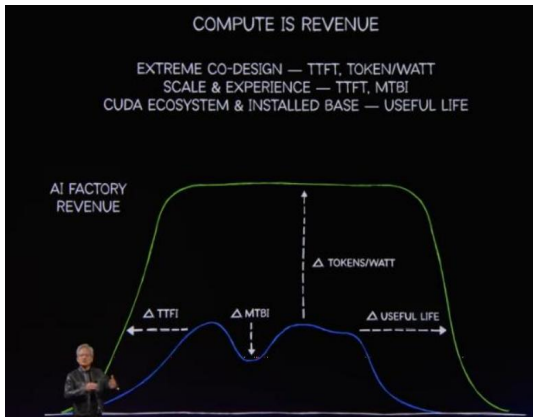 COMPUTE IS REVENUE
EXTREME CO-DESIGN — TTFT, TOKEN/WATT
SCALE & EXPERIENCE — TTFT, MTBI
CUDA ECOSYSTEM & INSTALLED BASE — USEFUL LIFE
AI FACTORY
REVENUE
Δ TOKENS/WATT
Δ TTFI
Δ MTBI
Δ USEFUL LIFE